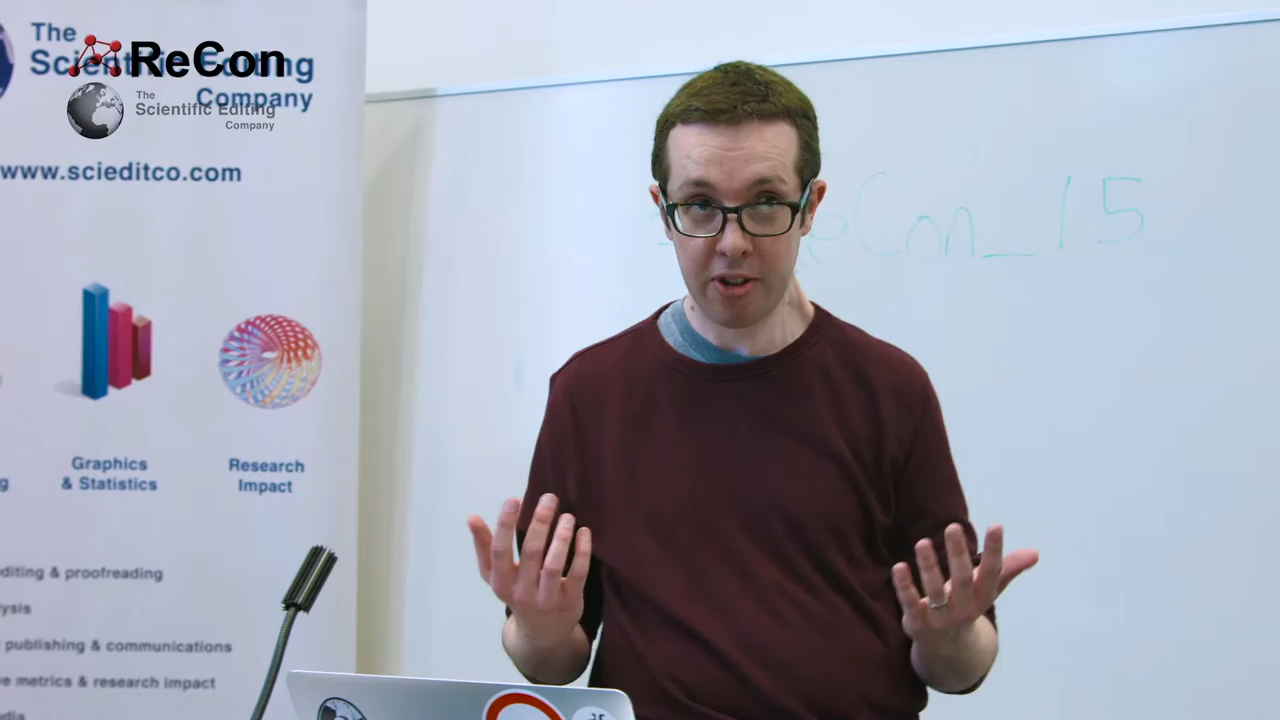 The
Scientific Editing
Company
ReCon
The
Scientific Editing
Company
www.scieditco.com
eCon_15
Graphics
& Statistics
Research
Impact
diting & proofreading
publishing & communications
metrics & research impact